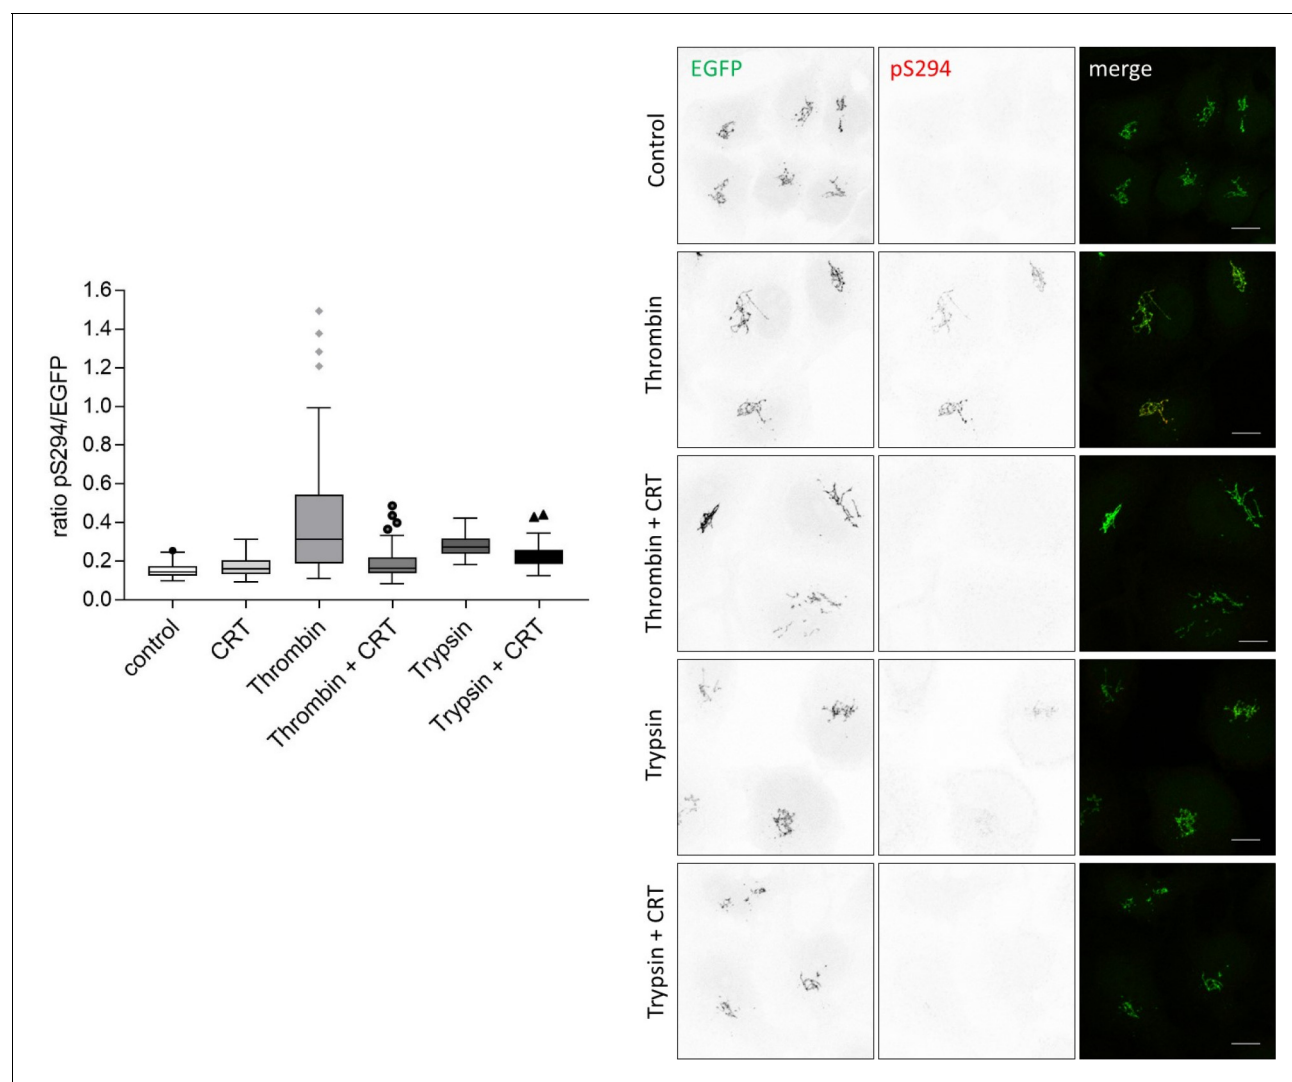 1.6
1.4
1.2
1.0
0.8
0.6
0.4
0.2
0.0
ratio pS294/EGFP
control
CRT
Thrombin
Thrombin + CRT
Trypsin
Trypsin + CRT
EGFP
pS294
merge
Control
Thrombin
Thrombin + CRT
Trypsin
Trypsin + CRT